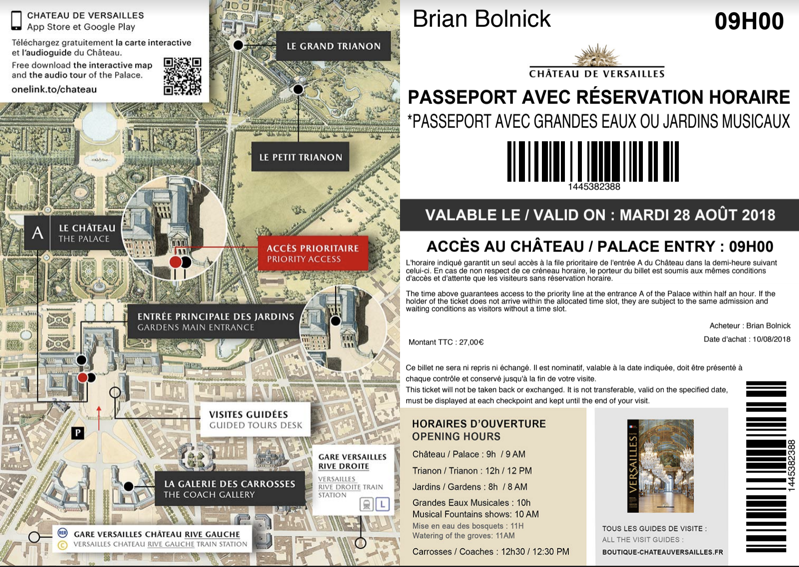 CHATEAU DE VERSAILLES
App Store et Google Play
Téléchargez gratuitement la carte interactive
et l'audioguide du Château.
Free download the interactive map
and the audio tour of the Palace.
onelink.to/chateau
LE GRAND TRIANON
LE PETIT TRIANON
A
LE CHÂTEAU
THE PALACE
ACCÈS PRIORITAIRE
PRIORITY ACCESS
ENTRÉE PRINCIPALE DES JARDINS
GARDENS MAIN ENTRANCE
VISITES GUIDÉES
GUIDED TOURS DESK
P
LA GALERIE DES CARROSSES
THE COACH GALLERY
GARE VERSAILLES
RIVE DROITE
VERSAILLES
RIVE DROITE TRAIN
STATION
L
RER
C
GARE VERSAILLES CHÂTEAU RIVE GAUCHE
VERSAILLES CHATEAU RIVE GAUCHE TRAIN STATION
Brian Bolnick
09H00
CHÂTEAU DE VERSAILLES
PASSEPORT AVEC RÉSERVATION HORAIRE
*PASSEPORT AVEC GRANDES EAUX OU JARDINS MUSICAUX
1445382388
VALABLE LE / VALID ON : MARDI 28 AOÛT 2018
ACCÈS AU CHÂTEAU / PALACE ENTRY : 09H00
L'horaire indiqué garantit un seul accès à la file prioritaire de l'entrée A du Château dans la demi-heure suivant
celui-ci. En cas de non respect de ce créneau horaire, le porteur du billet est soumis aux mêmes conditions
d'accès et d'attente que les visiteurs sans réservation horaire.
The time above guarantees access to the priority line at the entrance A of the Palace within half an hour. If the
holder of the ticket does not arrive within the allocated time slot, they are subject to the same admission and
waiting conditions as visitors without a time slot.
Acheteur : Brian Bolnick
Montant TTC : 27,00€
Date d'achat : 10/08/2018
Ce billet ne sera ni repris ni échangé. Il est nominatif, valable à la date indiquée, doit être présenté à
chaque contrôle et conservé jusqu'à la fin de votre visite.
This ticket will not be taken back or exchanged. It is not transferable, valid on the specified date,
must be displayed at each checkpoint and kept until the end of your visit.
HORAIRES D'OUVERTURE
OPENING HOURS
Château / Palace : 9h / 9 AM
Trianon / Trianon : 12h / 12 PM
Jardins / Gardens : 8h / 8 AM
Grandes Eaux Musicales : 10h
Musical Fountains shows: 10 AM
Mise en eau des bosquets : 11H
Watering of the groves: 11AM
Carrosses / Coaches : 12h30 / 12:30 PM
VERSAILLES
TOUS LES GUIDES DE VISITE :
ALL THE VISIT GUIDES :
BOUTIQUE-CHATEAUVERSAILLES.FR
1445382388